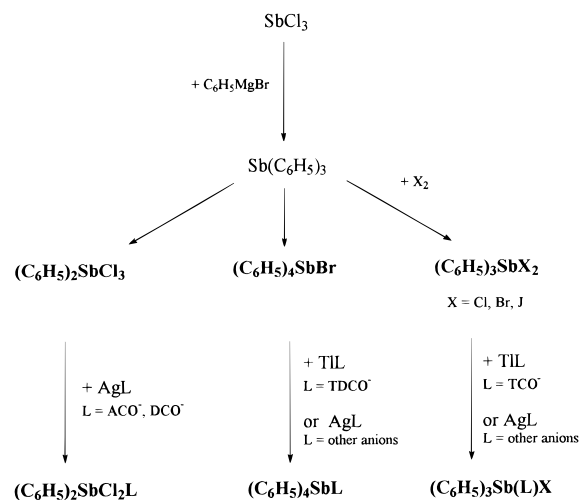 SbCl₃
+ C₆H₅MgBr
Sb(C₆H₅)₃
+ X₂
(C₆H₅)₂SbCl₃ (C₆H₅)₄SbBr (C₆H₅)₃SbX₂
X = Cl, Br, J
+ AgL
L = ACO⁻, DCO⁻
+ TlL
L = TDCO⁻
or AgL
L = other anions
+ TlL
L = TCO⁻
or AgL
L = other anions
(C₆H₅)₂SbCl₂L (C₆H₅)₄SbL (C₆H₅)₃Sb(L)X